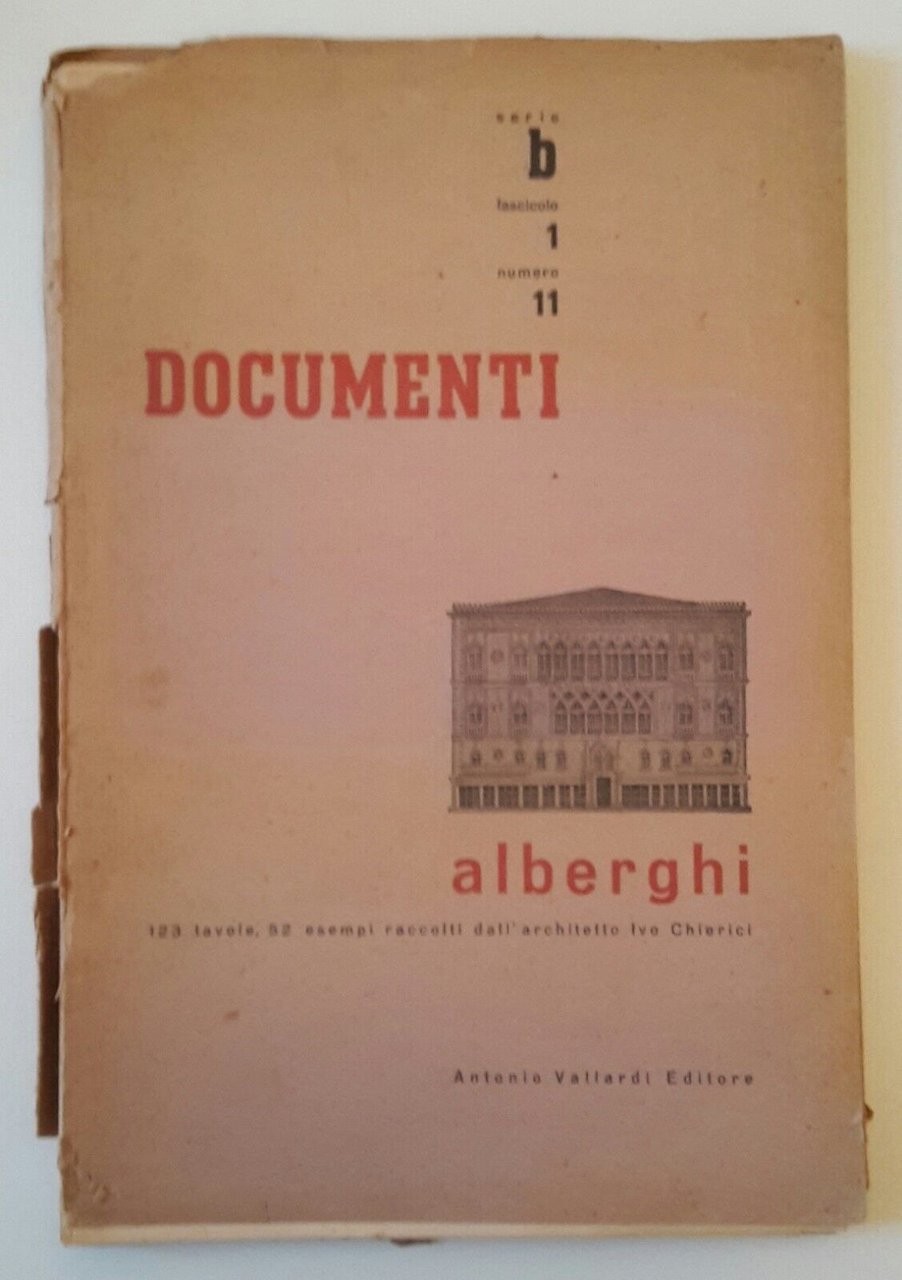 serie
b
fascicolo
1
numero
11
DOCUMENTI
alberghi
123 tavole, 52 esempi raccolti dall'architetto Ivo Chierici
Antonio Vallardi Editore